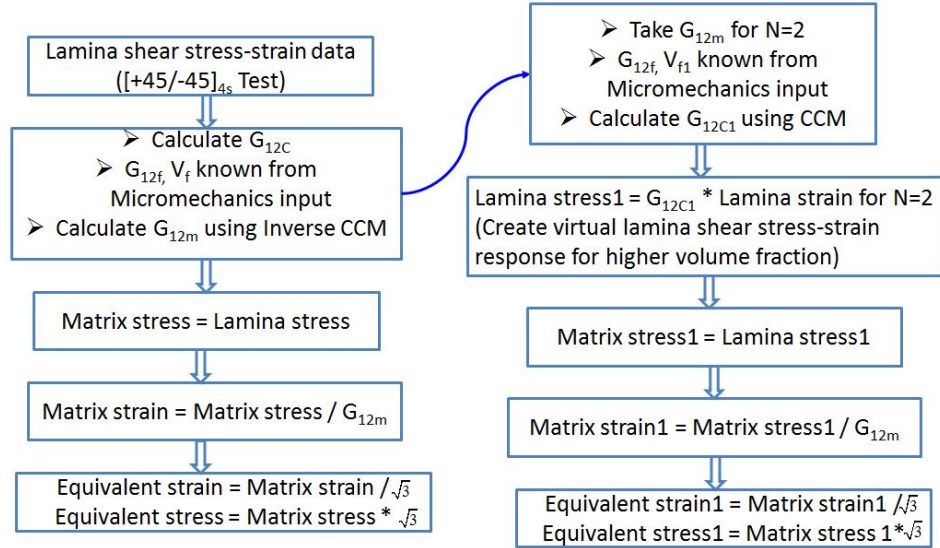 Lamina shear stress-strain data
([+45/-45]4s Test)
➢ Calculate G12C
➢ G12f, Vf known from
Micromechanics input
➢ Calculate G12m using Inverse CCM
Matrix stress = Lamina stress
Matrix strain = Matrix stress / G12m
Equivalent strain = Matrix strain /√3
Equivalent stress = Matrix stress * √3
➢ Take G12m for N=2
➢ G12f, Vf1 known from
Micromechanics input
➢ Calculate G12C1 using CCM
Lamina stress1 = G12C1 * Lamina strain for N=2
(Create virtual lamina shear stress-strain
response for higher volume fraction)
Matrix stress1 = Lamina stress1
Matrix strain1 = Matrix stress1 / G12m
Equivalent strain1 = Matrix strain1 /√3
Equivalent stress1 = Matrix stress 1*√3